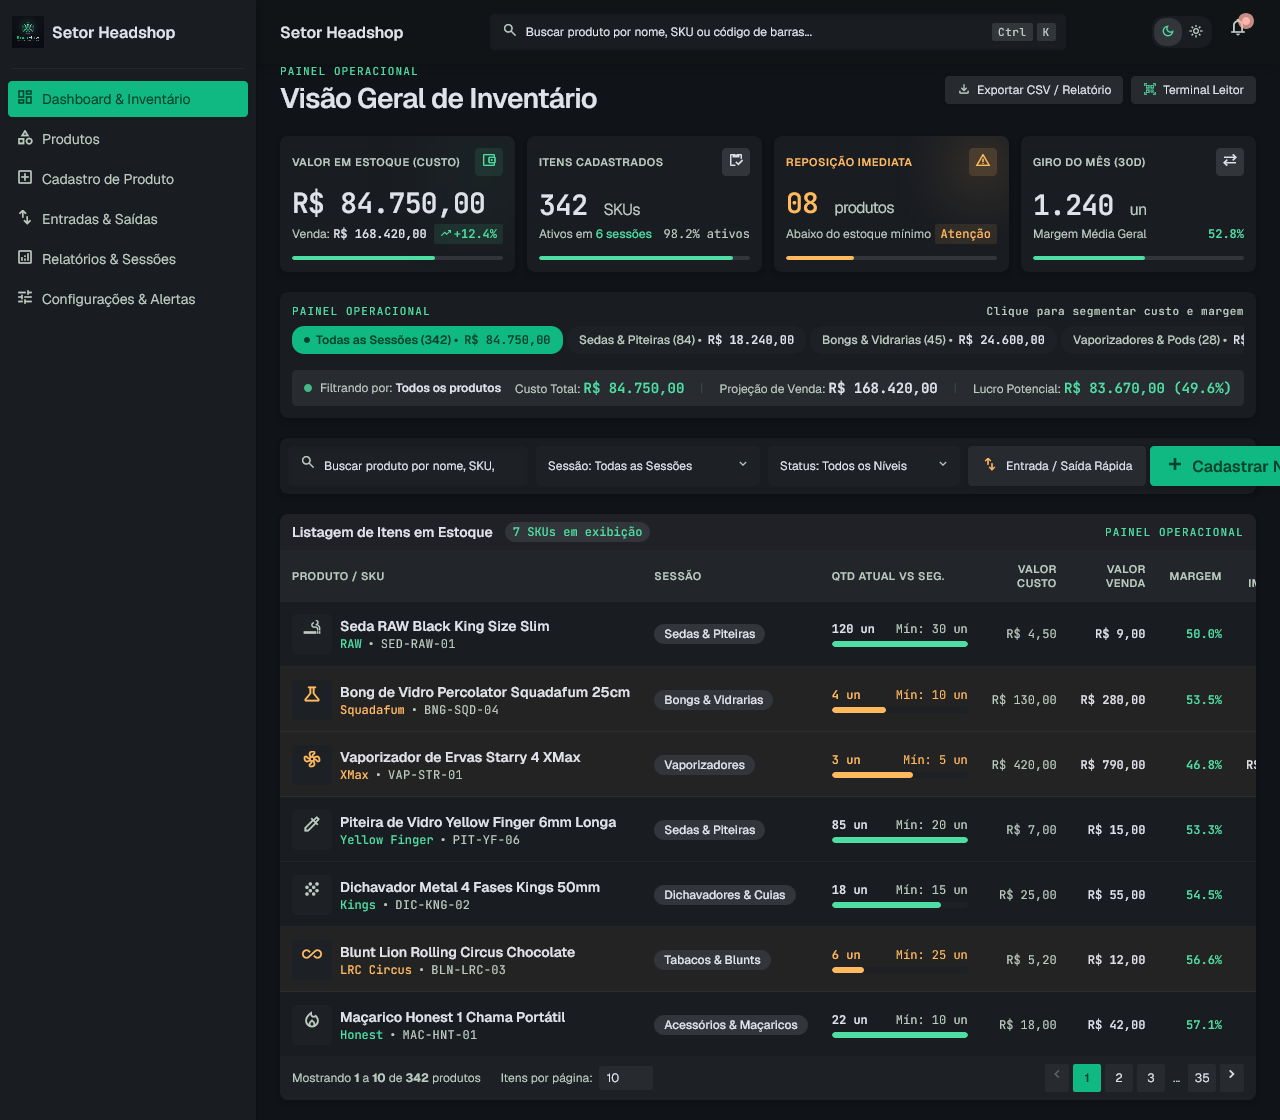 Setor Headshop
Dashboard & Inventário
Produtos
Cadastro de Produto
Entradas & Saídas
Relatórios & Sessões
Configurações & Alertas
Setor Headshop
Buscar produto por nome, SKU ou código de barras...
Ctrl K
PAINEL OPERACIONAL
Visão Geral de Inventário
Exportar CSV / Relatório
Terminal Leitor
VALOR EM ESTOQUE (CUSTO)
R$ 84.750,00
Venda: R$ 168.420,00 +12.4%
ITENS CADASTRADOS
342 SKUs
Ativos em 6 sessões 98.2% ativos
REPOSIÇÃO IMEDIATA
08 produtos
Abaixo do estoque mínimo Atenção
GIRO DO MÊS (30D)
1.240 un
Margem Média Geral 52.8%
PAINEL OPERACIONAL
Clique para segmentar custo e margem
Todas as Sessões (342) • R$ 84.750,00
Sedas & Piteiras (84) • R$ 18.240,00
Bongs & Vidrarias (45) • R$ 24.600,00
Vaporizadores & Pods (28) • R$
Filtrando por: Todos os produtos Custo Total: R$ 84.750,00 | Projeção de Venda: R$ 168.420,00 | Lucro Potencial: R$ 83.670,00 (49.6%)
Buscar produto por nome, SKU,
Sessão: Todas as Sessões
Status: Todos os Níveis
Entrada / Saída Rápida
Cadastrar
Listagem de Itens em Estoque 7 SKUs em exibição
PAINEL OPERACIONAL
PRODUTO / SKU SESSÃO QTD ATUAL VS SEG. VALOR CUSTO VALOR VENDA MARGEM
Seda RAW Black King Size Slim
RAW • SED-RAW-01
Sedas & Piteiras
120 un Mín: 30 un
R$ 4,50 R$ 9,00 50.0%
Bong de Vidro Percolator Squadafum 25cm
Squadafum • BNG-SQD-04
Bongs & Vidrarias
4 un Mín: 10 un
R$ 130,00 R$ 280,00 53.5%
Vaporizador de Ervas Starry 4 XMax
XMax • VAP-STR-01
Vaporizadores
3 un Mín: 5 un
R$ 420,00 R$ 790,00 46.8%
Piteira de Vidro Yellow Finger 6mm Longa
Yellow Finger • PIT-YF-06
Sedas & Piteiras
85 un Mín: 20 un
R$ 7,00 R$ 15,00 53.3%
Dichavador Metal 4 Fases Kings 50mm
Kings • DIC-KNG-02
Dichavadores & Cuias
18 un Mín: 15 un
R$ 25,00 R$ 55,00 54.5%
Blunt Lion Rolling Circus Chocolate
LRC Circus • BLN-LRC-03
Tabacos & Blunts
6 un Mín: 25 un
R$ 5,20 R$ 12,00 56.6%
Maçarico Honest 1 Chama Portátil
Honest • MAC-HNT-01
Acessórios & Maçaricos
22 un Mín: 10 un
R$ 18,00 R$ 42,00 57.1%
Mostrando 1 a 10 de 342 produtos Itens por página: 10
1 2 3 ... 35